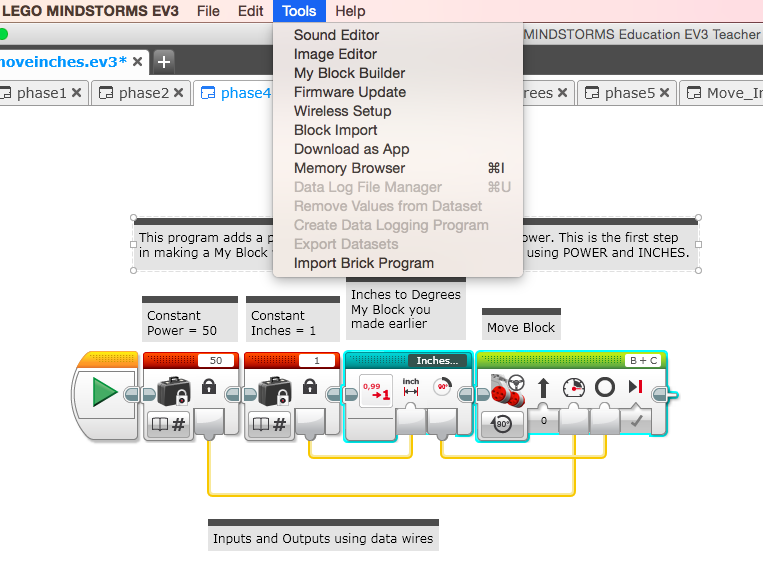 LEGO MINDSTORMS EV3 File Edit Tools Help
MINDSTORMS Education EV3 Teacher
moveinches.ev3*
phase1 phase2 phase4 rees phase5 Move_In
Sound Editor
Image Editor
My Block Builder
Firmware Update
Wireless Setup
Block Import
Download as App
Memory Browser ⌘I
Data Log File Manager ⌘U
Remove Values from Dataset
Create Data Logging Program
Export Datasets
Import Brick Program
This program adds a p ower. This is the first step
in making a My Block using POWER and INCHES.
Constant
Power = 50
Constant
Inches = 1
Inches to Degrees
My Block you
made earlier
Move Block
50
1
Inches...
B + C
0,99
→1
inch
90°
#
#
90°
0
Inputs and Outputs using data wires